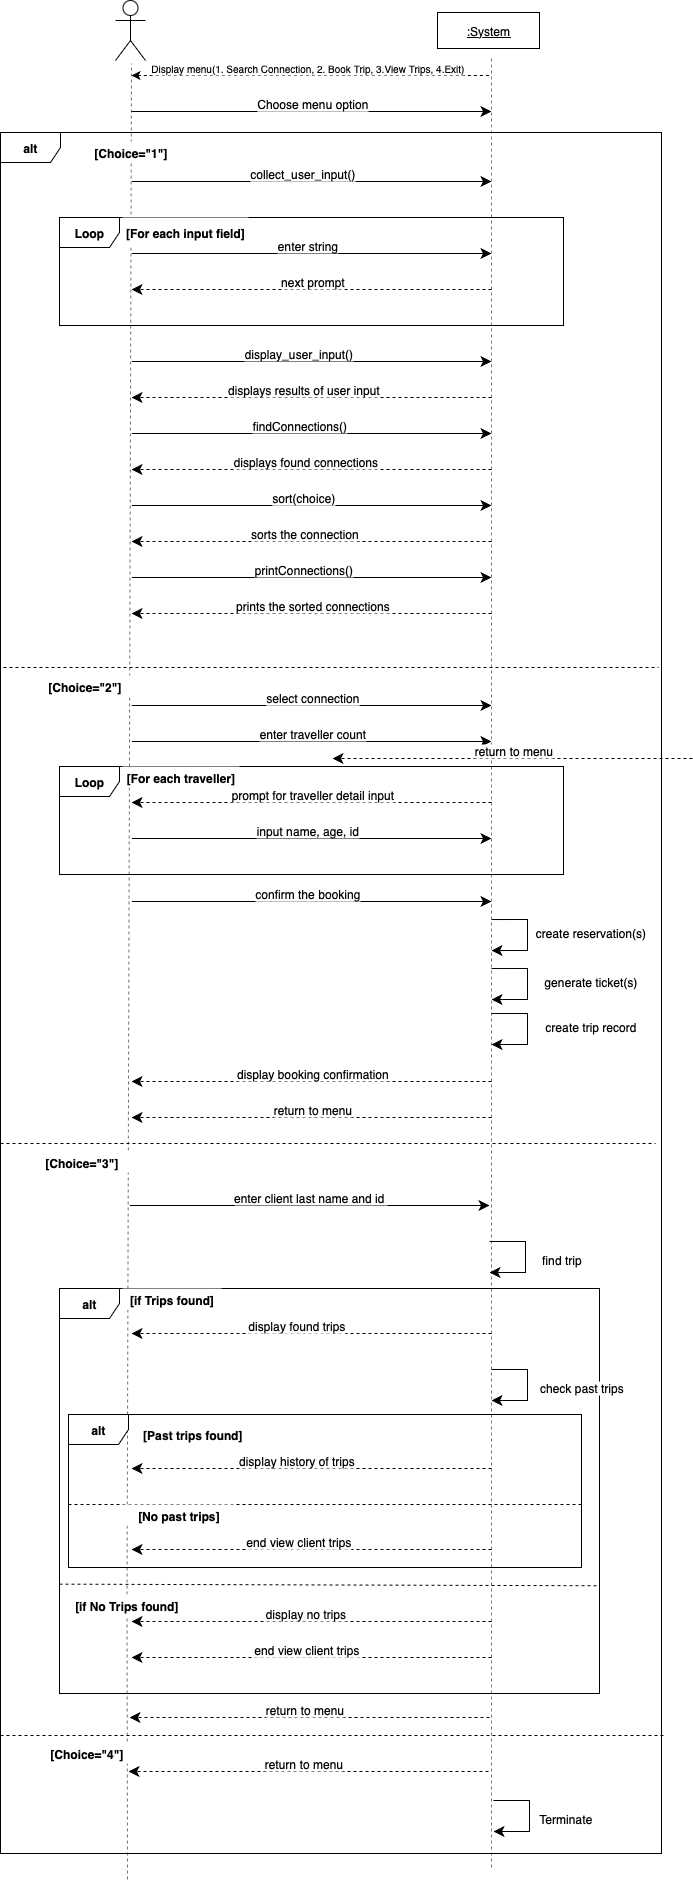 :System
Display menu(1. Search Connection, 2. Book Trip, 3.View Trips, 4.Exit)
Choose menu option
alt
[Choice="1"]
collect_user_input()
Loop
[For each input field]
enter string
next prompt
display_user_input()
displays results of user input
findConnections()
displays found connections
sort(choice)
sorts the connection
printConnections()
prints the sorted connections
[Choice="2"]
select connection
enter traveller count
return to menu
Loop
[For each traveller]
prompt for traveller detail input
input name, age, id
confirm the booking
create reservation(s)
generate ticket(s)
create trip record
display booking confirmation
return to menu
[Choice="3"]
enter client last name and id
find trip
alt
[if Trips found]
display found trips
check past trips
alt
[Past trips found]
display history of trips
[No past trips]
end view client trips
[if No Trips found]
display no trips
end view client trips
return to menu
[Choice="4"]
return to menu
Terminate